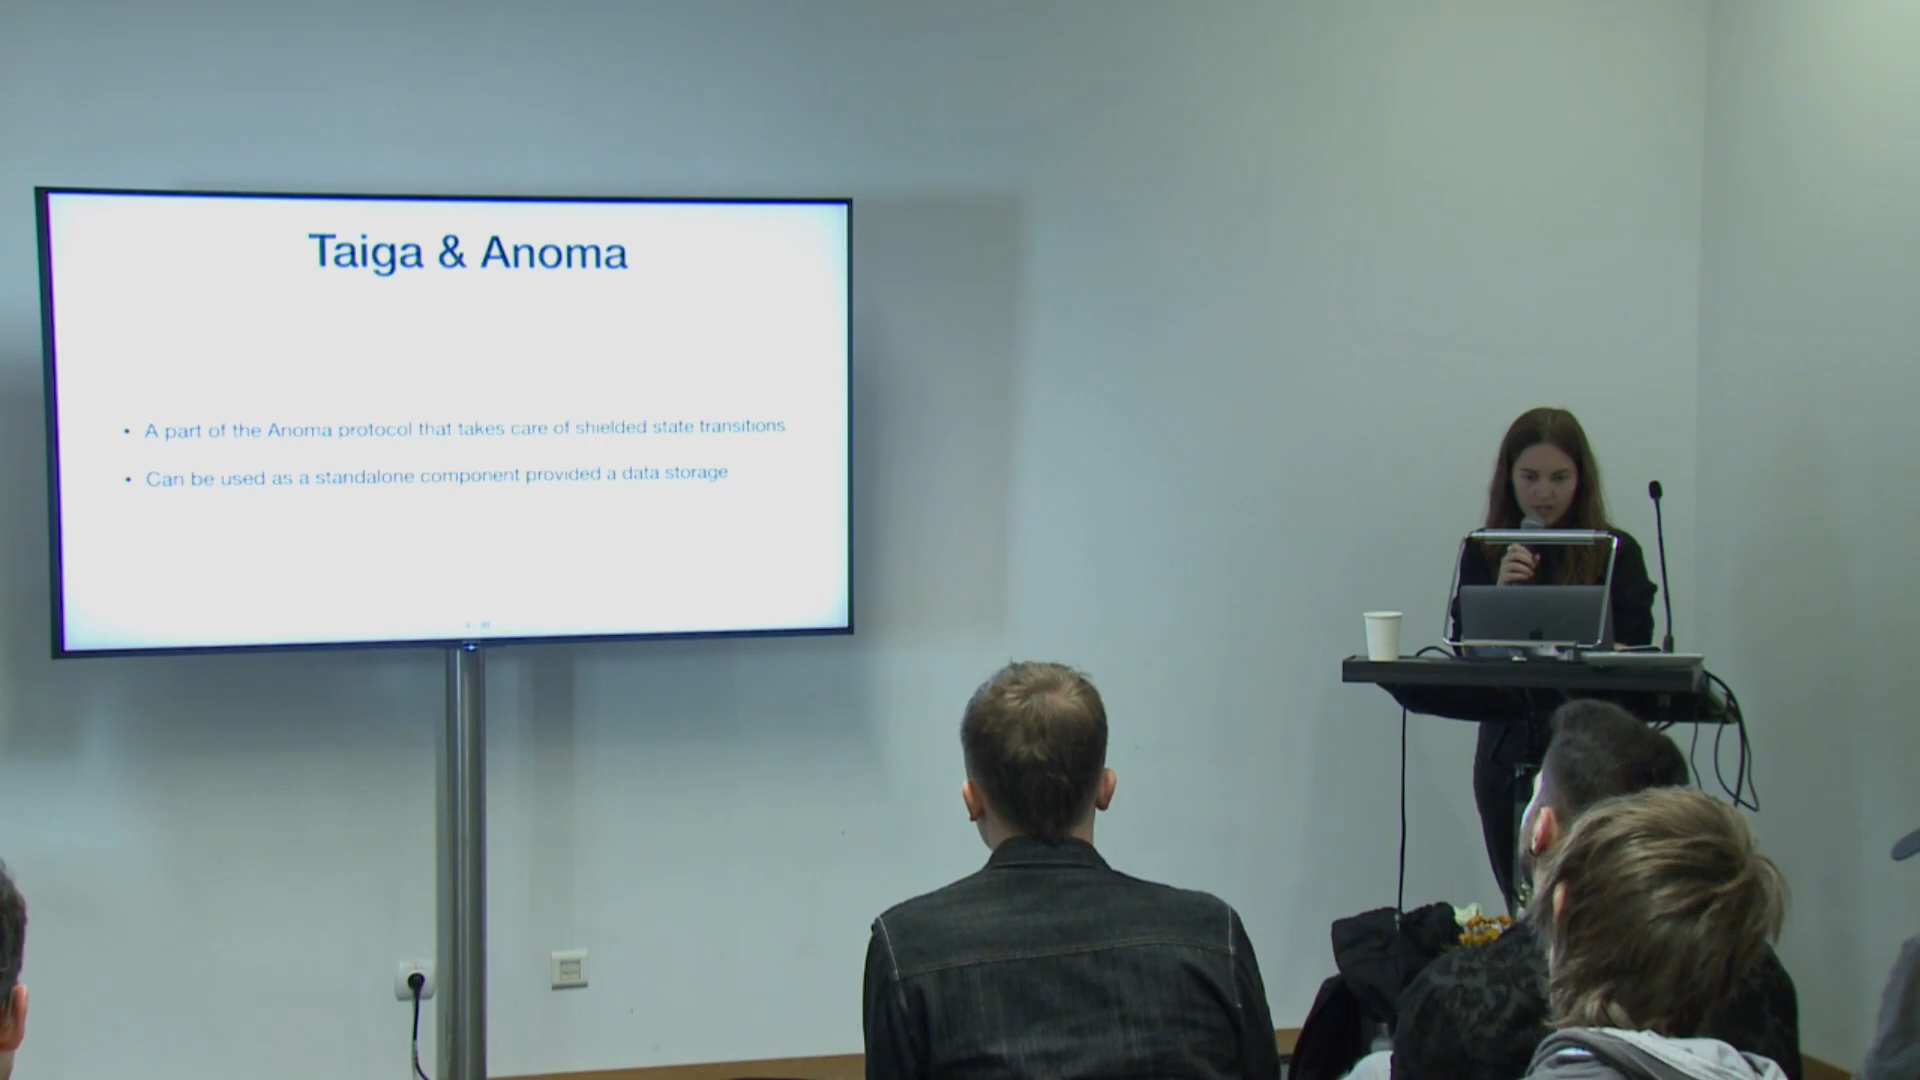 Taiga & Anoma
• A part of the Anoma protocol that takes care of shielded state transitions
• Can be used as a standalone component provided a data storage